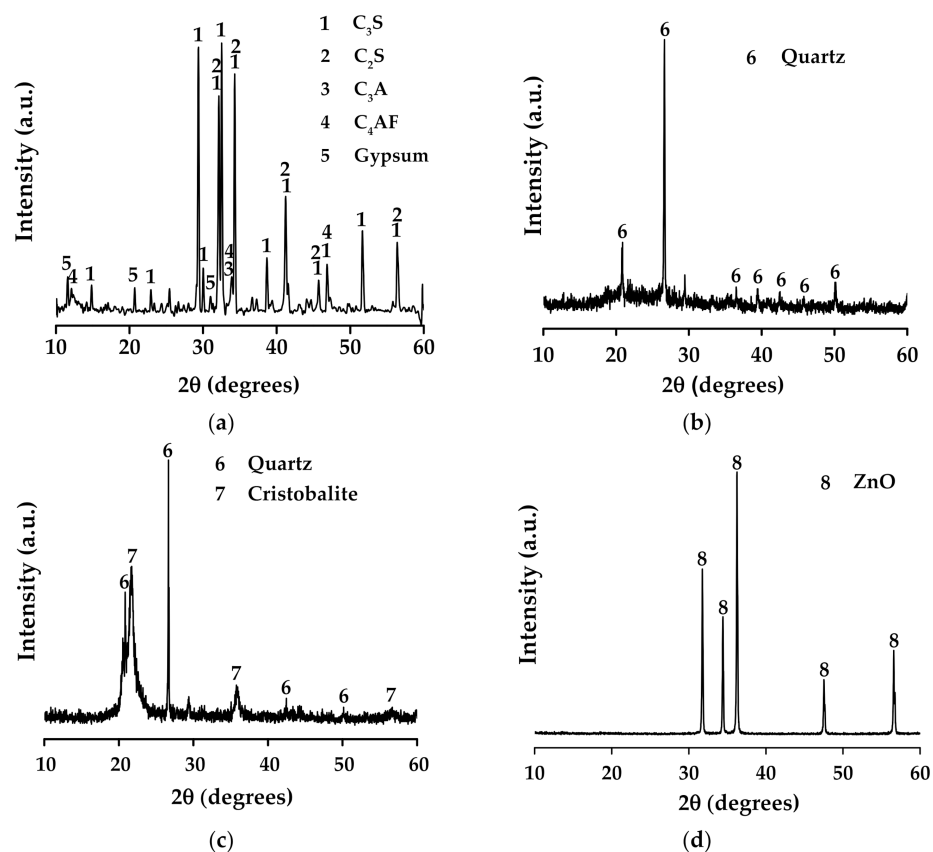 1 C₃S
2 C₂S
3 C₃A
4 C₄AF
5 Gypsum
Intensity (a.u.)
5
4
1
5
1
1
1
5
2
1
1
4
3
2
1
1
2
1
2
1
4
1
1
2
1
10 20 30 40 50 60
2θ (degrees)
(a)
6 Quartz
Intensity (a.u.)
6
6
6
6
6
6
6
10 20 30 40 50 60
2θ (degrees)
(b)
6 Quartz
7 Cristobalite
Intensity (a.u.)
6
7
6
7
6
6
7
10 20 30 40 50 60
2θ (degrees)
(c)
8 ZnO
Intensity (a.u.)
8
8
8
8
8
10 20 30 40 50 60
2θ (degrees)
(d)